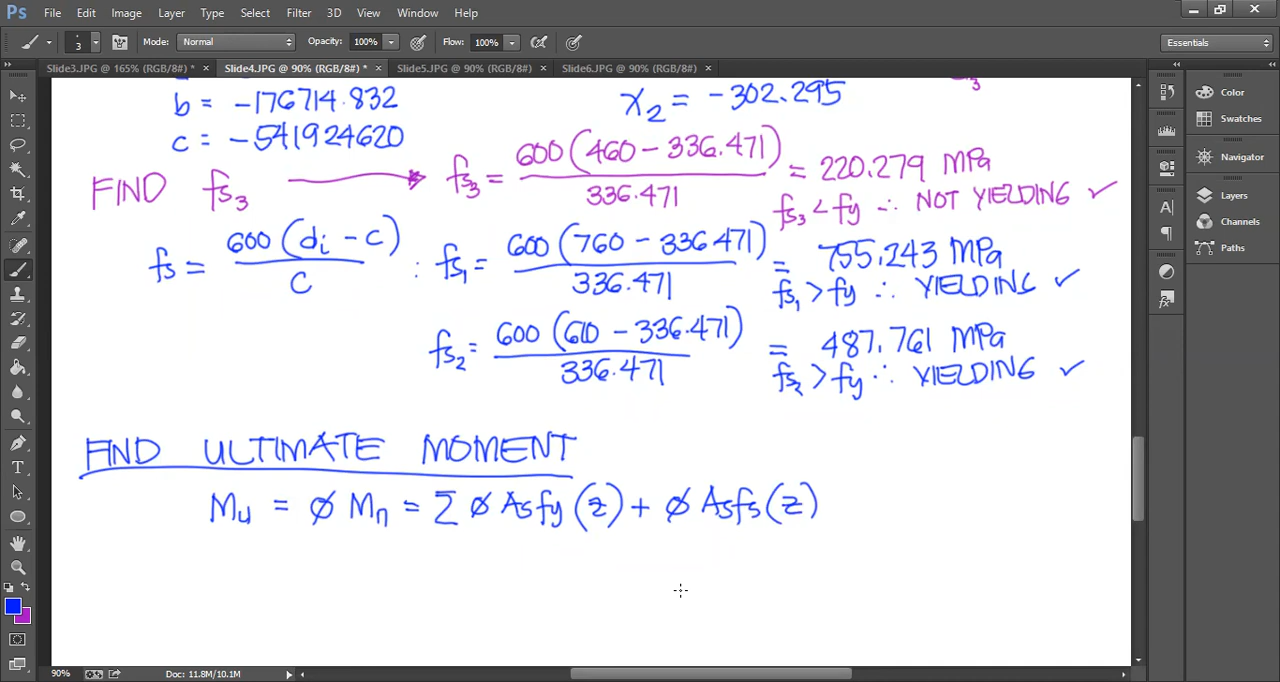 Ps File Edit Image Layer Type Select Filter 3D View Window Help
3 Mode: Normal Opacity: 100% Flow: 100% Essentials
Slide3.JPG @ 165% (RGB/8#) * × Slide4.JPG @ 90% (RGB/8#) * × Slide5.JPG @ 90% (RGB/8#) × Slide6.JPG @ 90% (RGB/8#) ×
b = -176714.832
x₂ = -302.295
c = -541924620
FIND fs₃ → fs₃ = 600(460 - 336.471) / 336.471 = 220.279 MPa
fs₃ < fy ∴ NOT YIELDING ✓
fs = 600(di - c) / c : fs₁ = 600(760 - 336.471) / 336.471 = 755.243 MPa
fs₁ > fy ∴ YIELDING ✓
fs₂ = 600(610 - 336.471) / 336.471 = 487.761 MPa
fs₂ > fy ∴ YIELDING ✓
FIND ULTIMATE MOMENT
Mu = ø Mn = Σ ø Asfy(z) + ø Asfs(z)
Color
Swatches
Navigator
Layers
Channels
Paths
90% Doc: 11.8M/10.1M